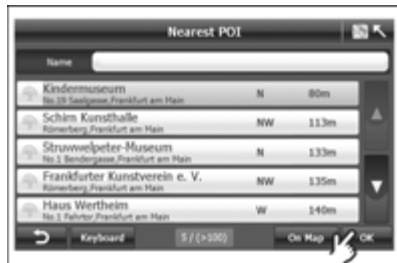 Nearest POI
Name
Kindermuseum N 80m
No.10 Saalgasse,Frankfurt am Main
Schirn Kunsthalle NW 113m
Römerberg,Frankfurt am Main
Struwwelpeter-Museum N 133m
No.1 Bendergasse,Frankfurt am Main
Frankfurter Kunstverein e. V. NW 135m
Römerberg,Frankfurt am Main
Haus Wertheim W 140m
No.1 Fahrtor,Frankfurt am Main
Keyboard 5 / (>100) On Map OK